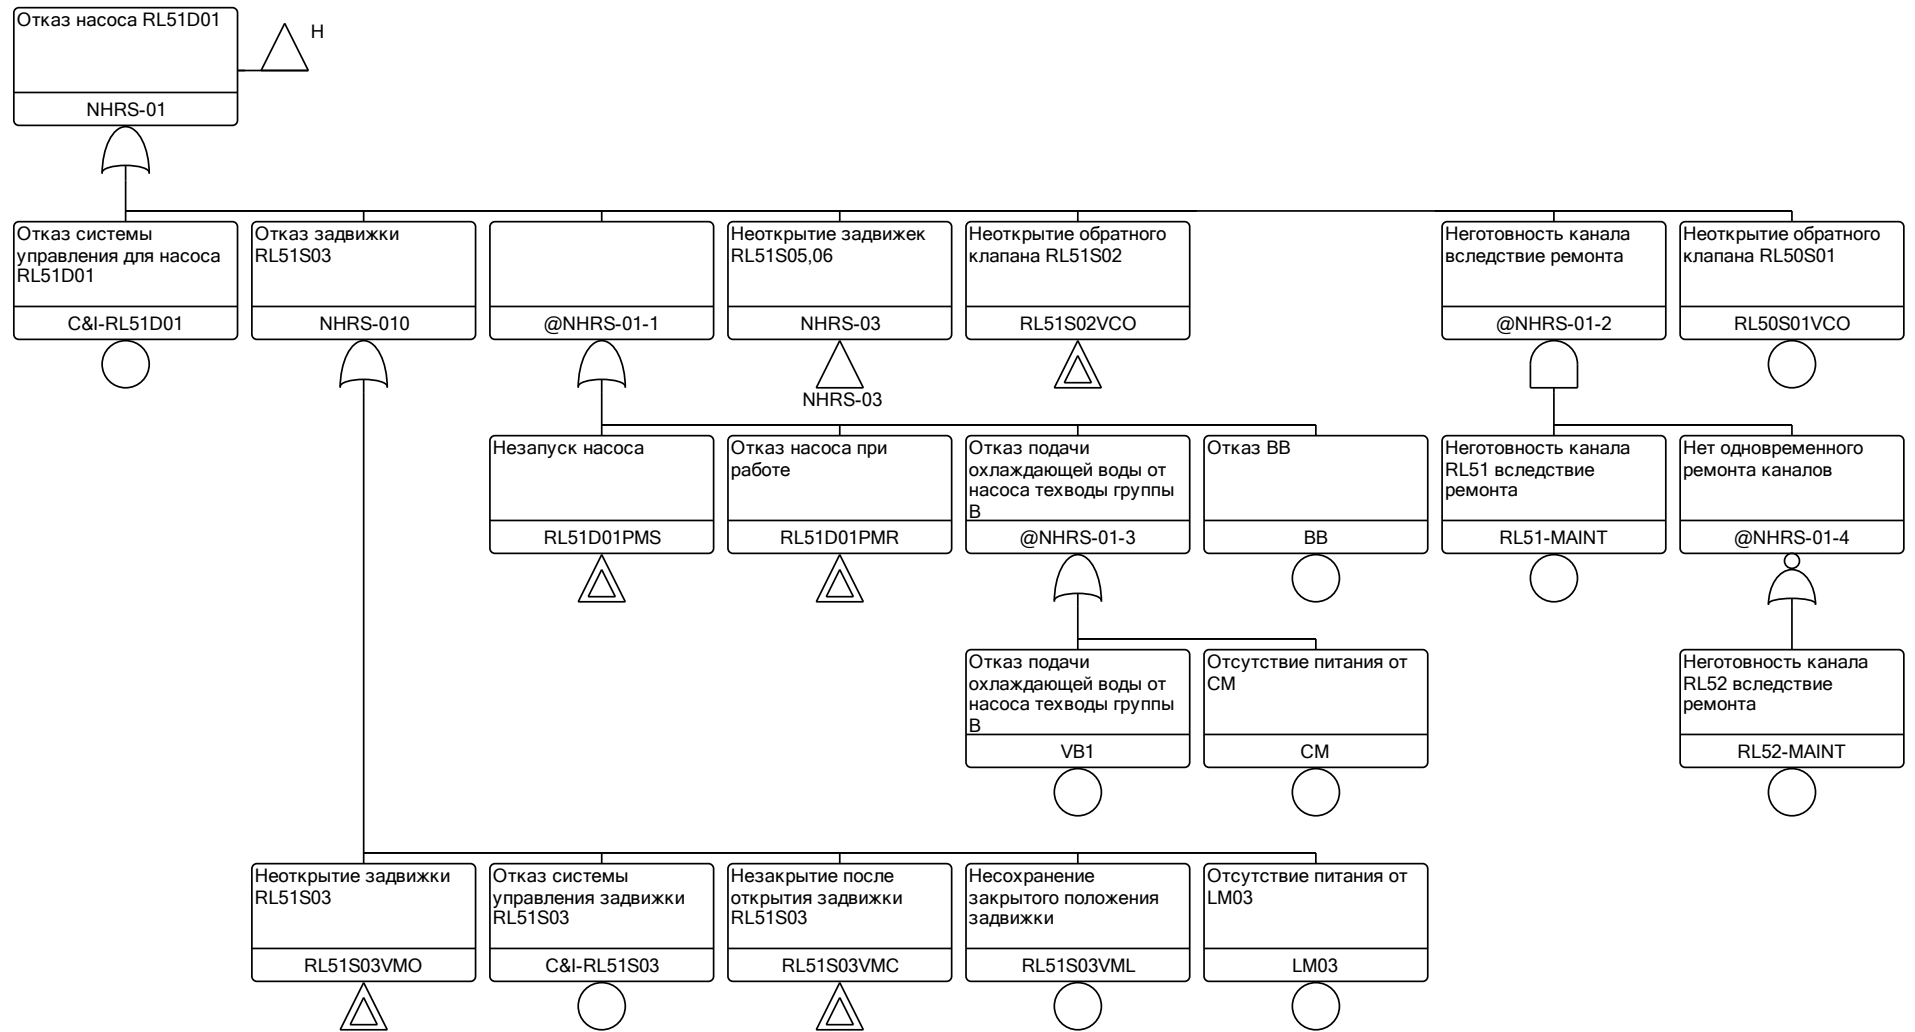 Отказ насоса RL51D01
H
NHRS-01
Отказ системы
управления для насоса
RL51D01
C&I-RL51D01
Отказ задвижки
RL51S03
NHRS-010
@NHRS-01-1
Неоткрытие задвижек
RL51S05,06
NHRS-03
NHRS-03
Неоткрытие обратного
клапана RL51S02
RL51S02VCO
Неготовность канала
вследствие ремонта
@NHRS-01-2
Неоткрытие обратного
клапана RL50S01
RL50S01VCO
Незапуск насоса
RL51D01PMS
Отказ насоса при
работе
RL51D01PMR
Отказ подачи
охлаждающей воды от
насоса техводы группы
В
@NHRS-01-3
Отказ BB
BB
Неготовность канала
RL51 вследствие
ремонта
RL51-MAINT
Нет одновременного
ремонта каналов
@NHRS-01-4
Отказ подачи
охлаждающей воды от
насоса техводы группы
В
VB1
Отсутствие питания от
CM
CM
Неготовность канала
RL52 вследствие
ремонта
RL52-MAINT
Неоткрытие задвижки
RL51S03
RL51S03VMO
Отказ системы
управления задвижки
RL51S03
C&I-RL51S03
Незакрытие после
открытия задвижки
RL51S03
RL51S03VMC
Несохранение
закрытого положения
задвижки
RL51S03VML
Отсутствие питания от
LM03
LM03